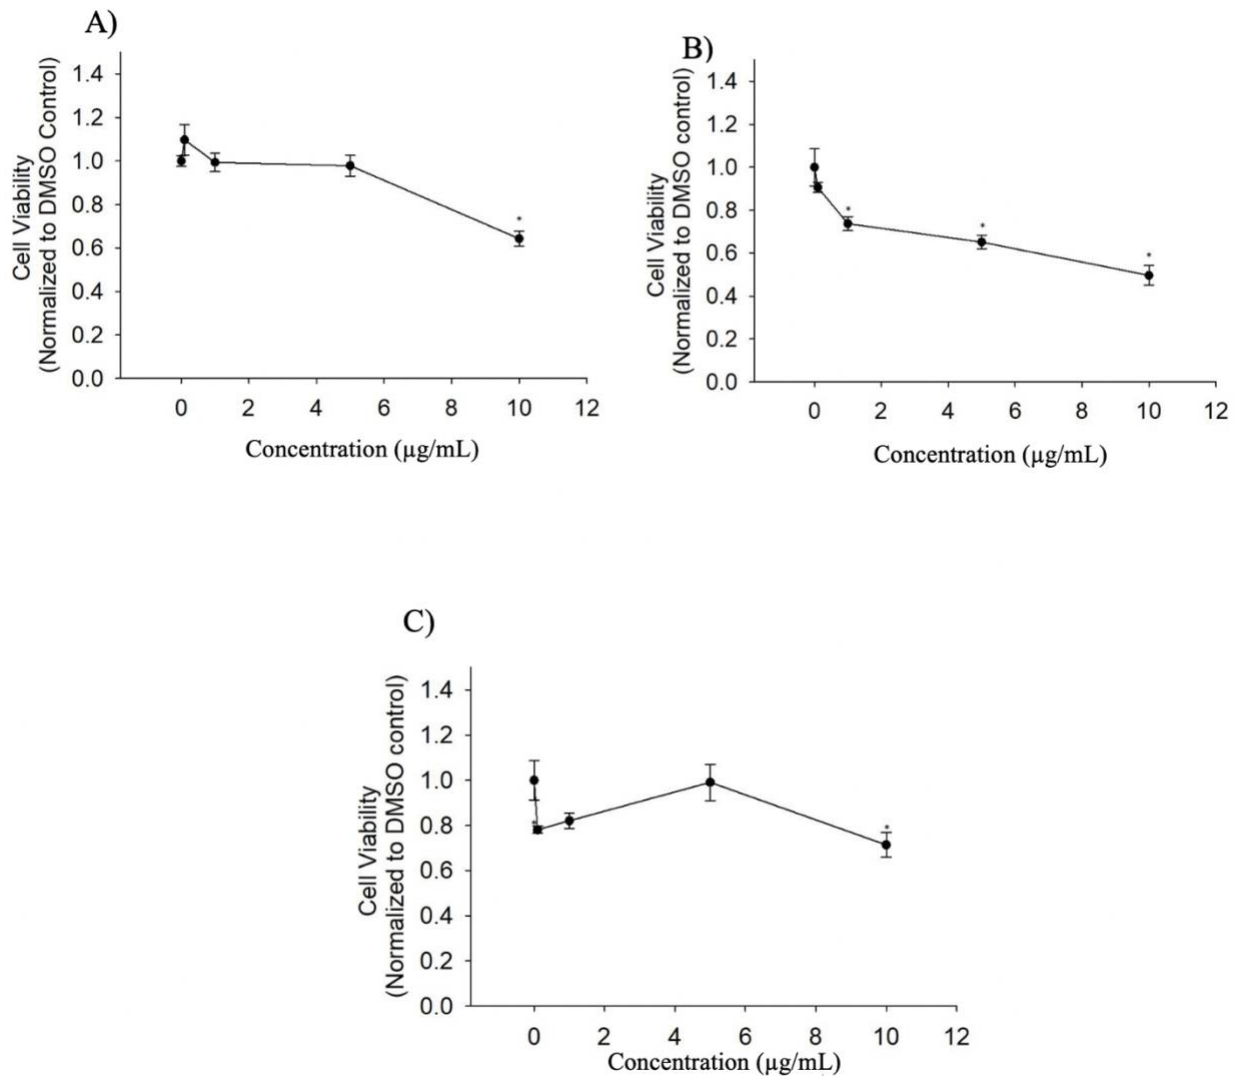 A)
Cell Viability
(Normalized to DMSO Control)
1.4
1.2
1.0
0.8
0.6
0.4
0.2
0.0
*
0 2 4 6 8 10 12
Concentration (µg/mL)
B)
Cell Viability
(Normalized to DMSO control)
1.4
1.2
1.0
0.8
0.6
0.4
0.2
0.0
* * *
0 2 4 6 8 10 12
Concentration (µg/mL)
C)
Cell Viability
(Normalized to DMSO control)
1.4
1.2
1.0
0.8
0.6
0.4
0.2
0.0
* *
0 2 4 6 8 10 12
Concentration (µg/mL)